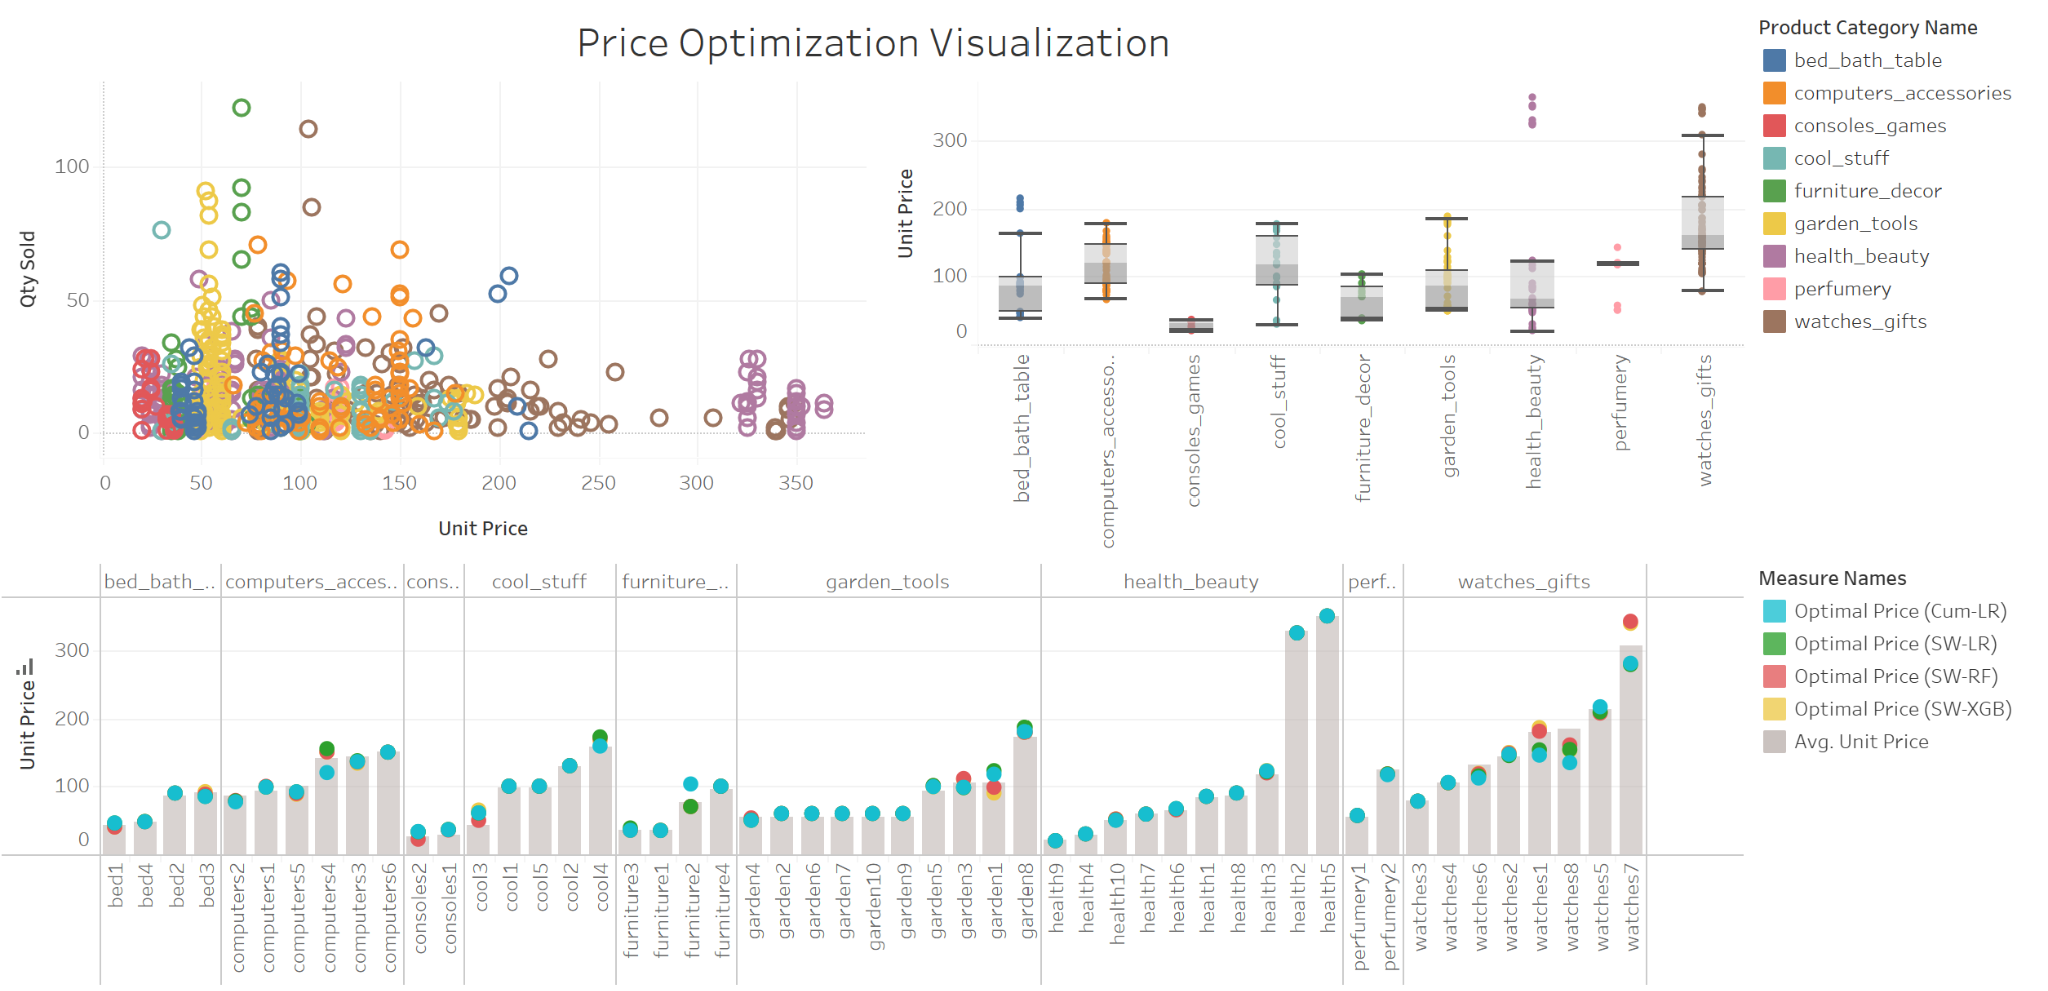 Price Optimization Visualization
Qty Sold
100
50
0
0 50 100 150 200 250 300 350
Unit Price
Unit Price
300
200
100
0
bed_bath_table
computers_accesso..
consoles_games
cool_stuff
furniture_decor
garden_tools
health_beauty
perfumery
watches_gifts
Product Category Name
bed_bath_table
computers_accessories
consoles_games
cool_stuff
furniture_decor
garden_tools
health_beauty
perfumery
watches_gifts
bed_bath_.. computers_acces.. cons.. cool_stuff furniture_.. garden_tools health_beauty perf.. watches_gifts
Unit Price
300
200
100
0
bed1
bed4
bed2
bed3
computers2
computers1
computers5
computers4
computers3
computers6
consoles2
consoles1
cool3
cool1
cool5
cool2
cool4
furniture3
furniture1
furniture2
furniture4
garden4
garden2
garden6
garden7
garden10
garden9
garden5
garden3
garden1
garden8
health9
health4
health10
health7
health6
health1
health8
health3
health2
health5
perfumery1
perfumery2
watches3
watches4
watches6
watches2
watches1
watches8
watches5
watches7
Measure Names
Optimal Price (Cum-LR)
Optimal Price (SW-LR)
Optimal Price (SW-RF)
Optimal Price (SW-XGB)
Avg. Unit Price